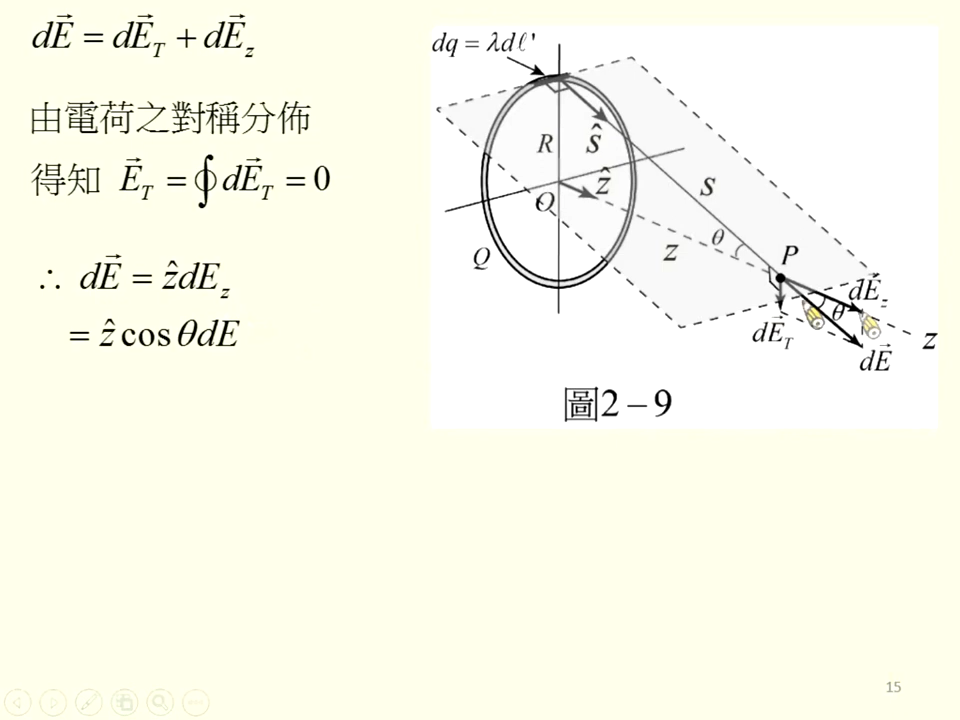 dE⃗ = dE⃗_T + dE⃗_z
由電荷之對稱分佈
得知 E⃗_T = ∮dE⃗_T = 0
∴ dE⃗ = ẑdE_z
= ẑ cos θdE
dq = λdℓ'
R
ŝ
s
ẑ
O
z
θ
P
Q
dE⃗_z
θ
dE⃗_T
z
dE⃗
圖2－9
15